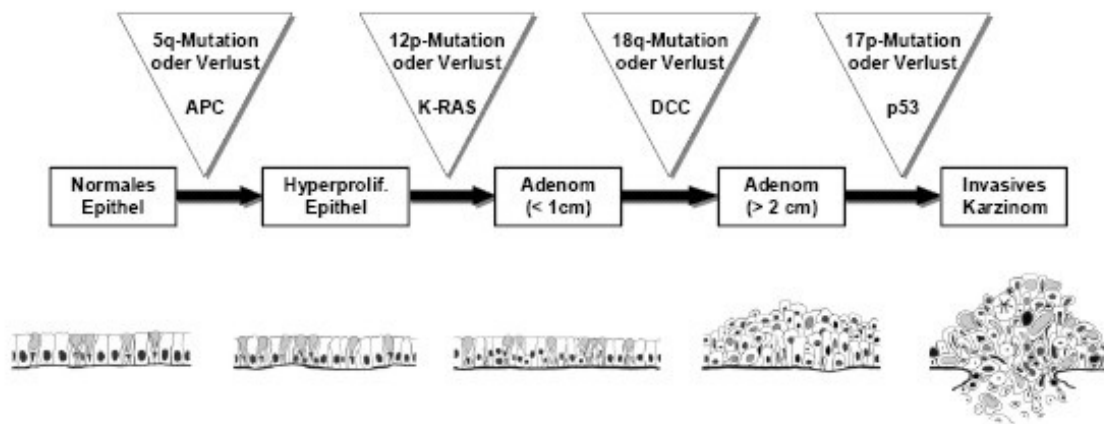 5q-Mutation
oder Verlust
APC
12p-Mutation
oder Verlust
K-RAS
18q-Mutation
oder Verlust
DCC
17p-Mutation
oder Verlust
p53
Normales
Epithel
Hyperprolif.
Epithel
Adenom
(< 1cm)
Adenom
(> 2 cm)
Invasives
Karzinom